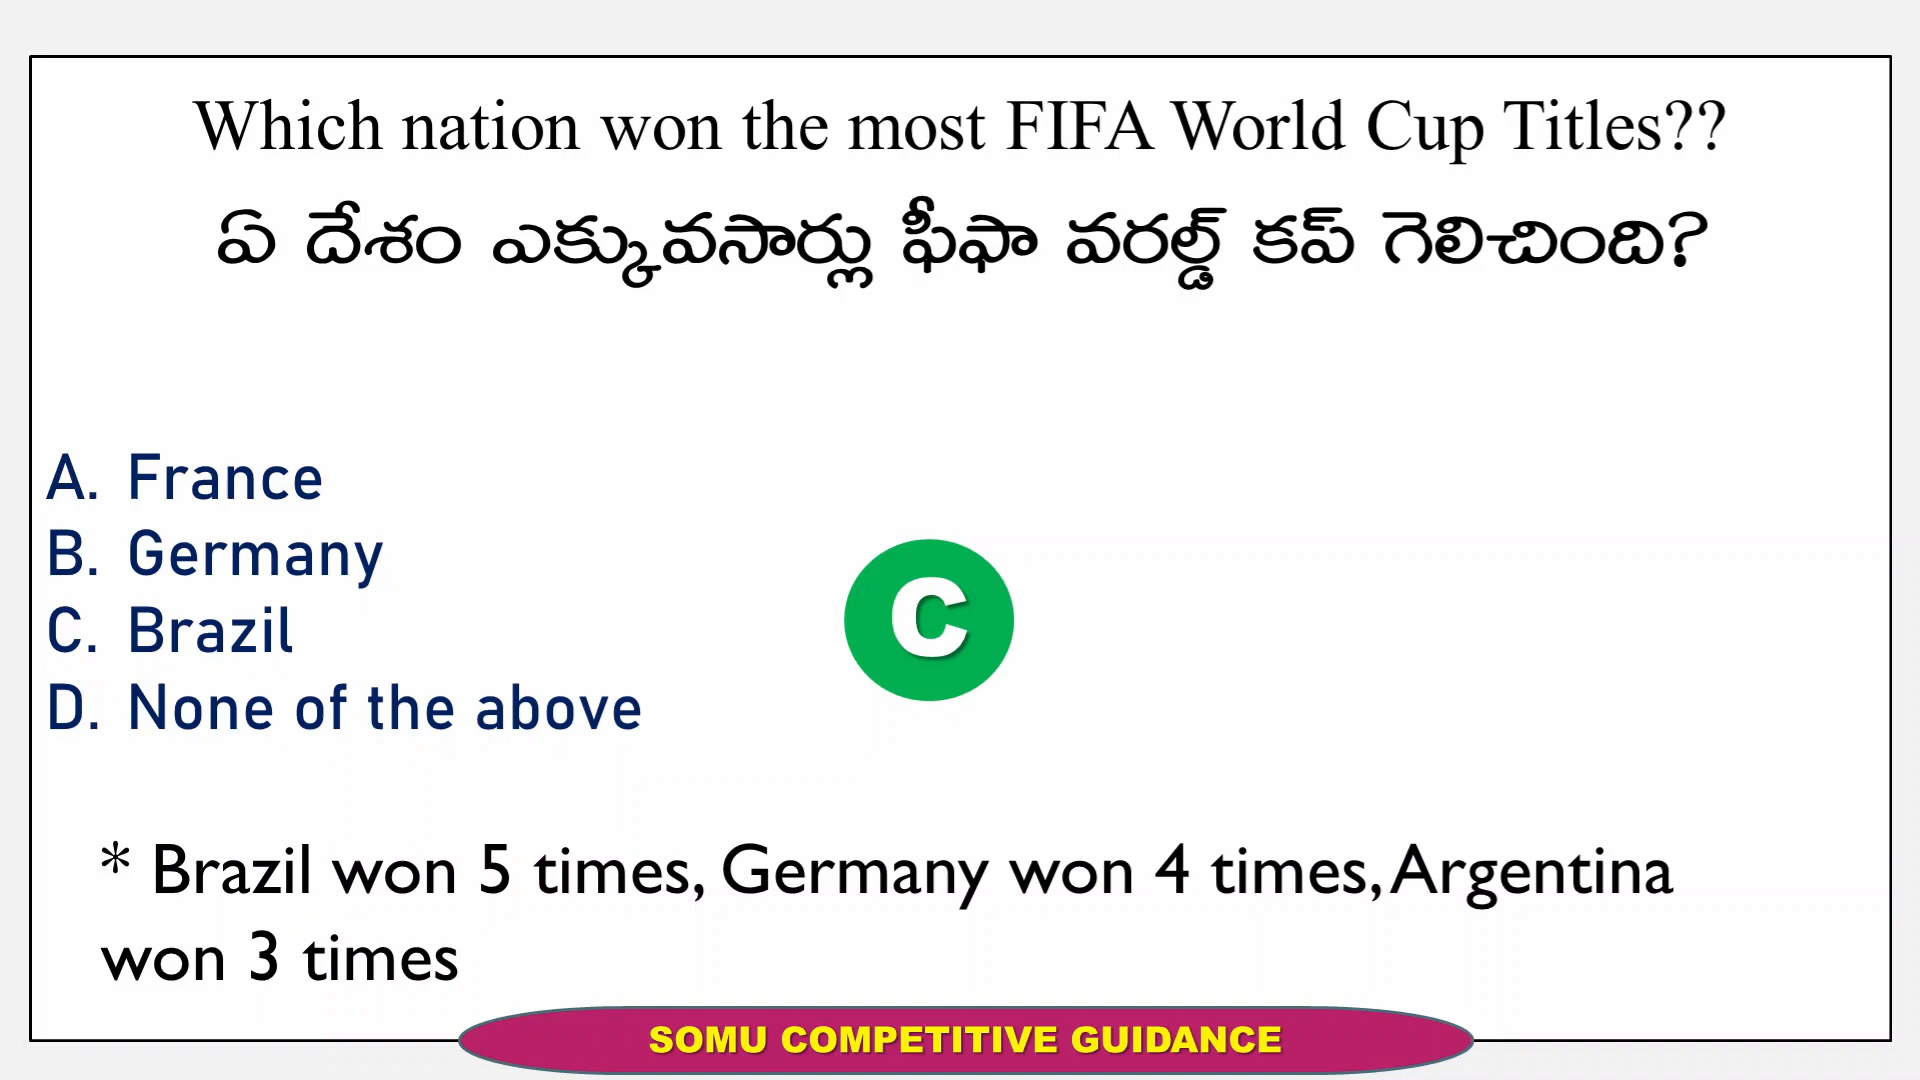 Which nation won the most FIFA World Cup Titles??
ఏ దేశం ఎక్కువసార్లు ఫీఫా వరల్డ్ కప్ గెలిచింది?
A. France
B. Germany
C. Brazil
D. None of the above
C
* Brazil won 5 times, Germany won 4 times, Argentina
won 3 times
SOMU COMPETITIVE GUIDANCE